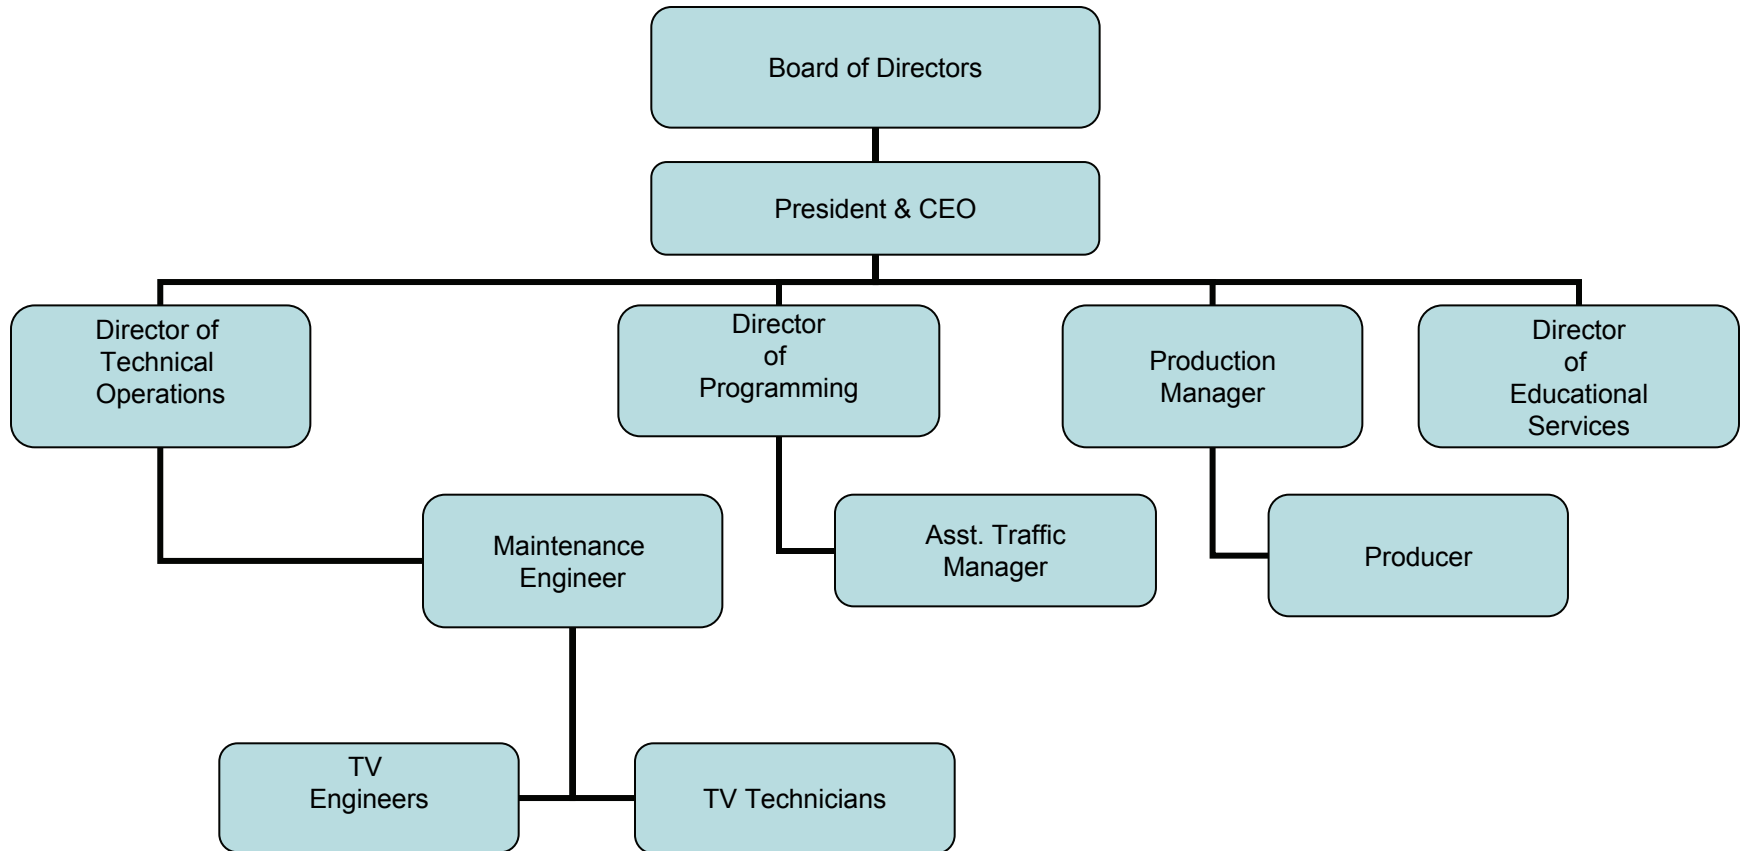 Board of Directors
President & CEO
Director of
Technical
Operations
Director
of
Programming
Production
Manager
Director
of
Educational
Services
Maintenance
Engineer
Asst. Traffic
Manager
Producer
TV
Engineers
TV Technicians